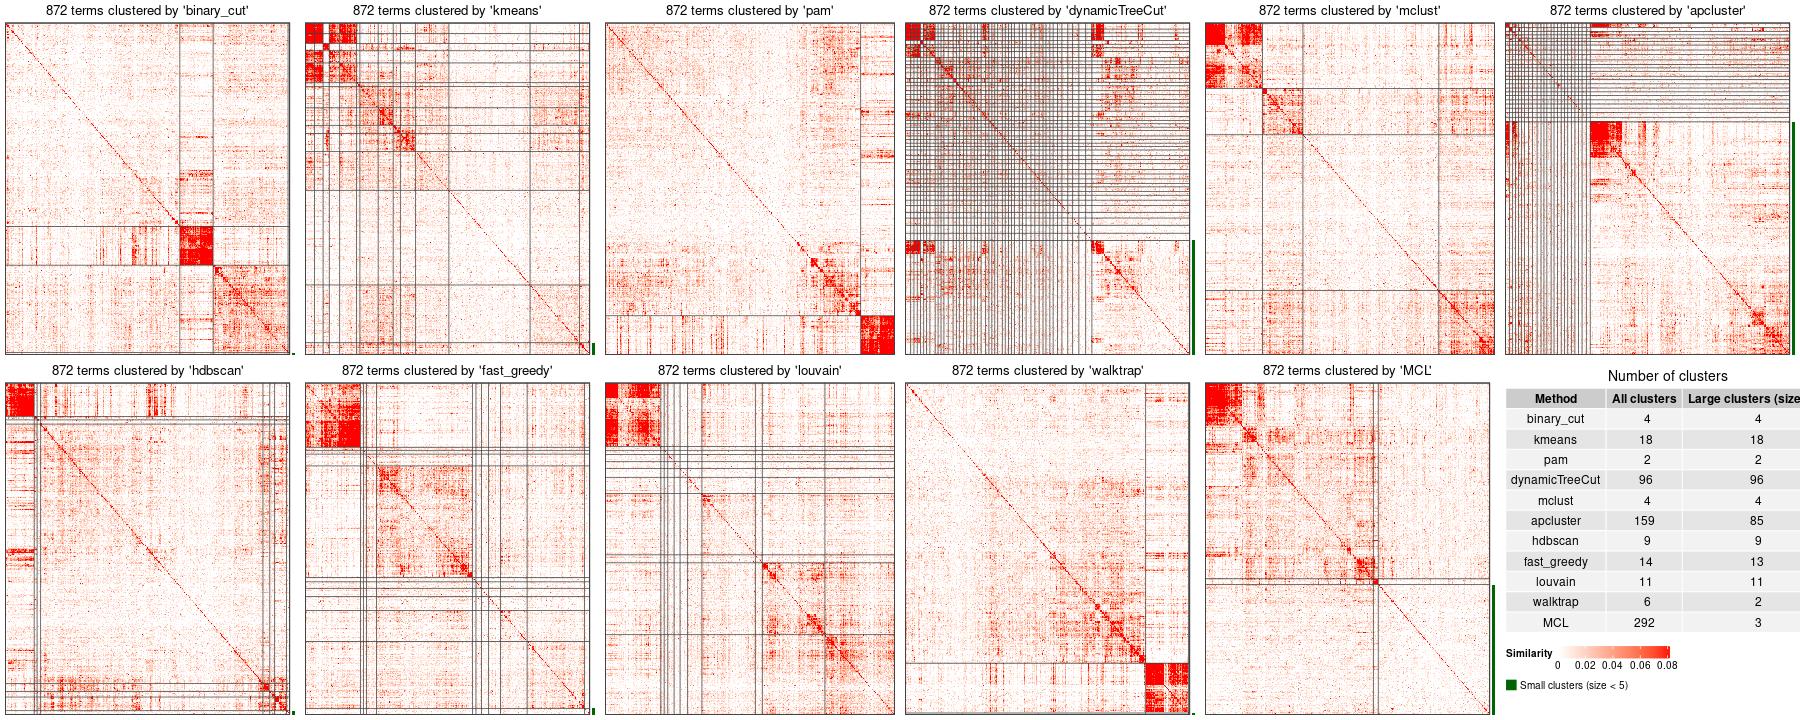 872 terms clustered by 'binary_cut'
872 terms clustered by 'kmeans'
872 terms clustered by 'pam'
872 terms clustered by 'dynamicTreeCut'
872 terms clustered by 'mclust'
872 terms clustered by 'apcluster'
872 terms clustered by 'hdbscan'
872 terms clustered by 'fast_greedy'
872 terms clustered by 'louvain'
872 terms clustered by 'walktrap'
872 terms clustered by 'MCL'
Number of clusters
Method All clusters Large clusters (size
binary_cut 4 4
kmeans 18 18
pam 2 2
dynamicTreeCut 96 96
mclust 4 4
apcluster 159 85
hdbscan 9 9
fast_greedy 14 13
louvain 11 11
walktrap 6 2
MCL 292 3
Similarity
0 0.02 0.04 0.06 0.08
Small clusters (size < 5)